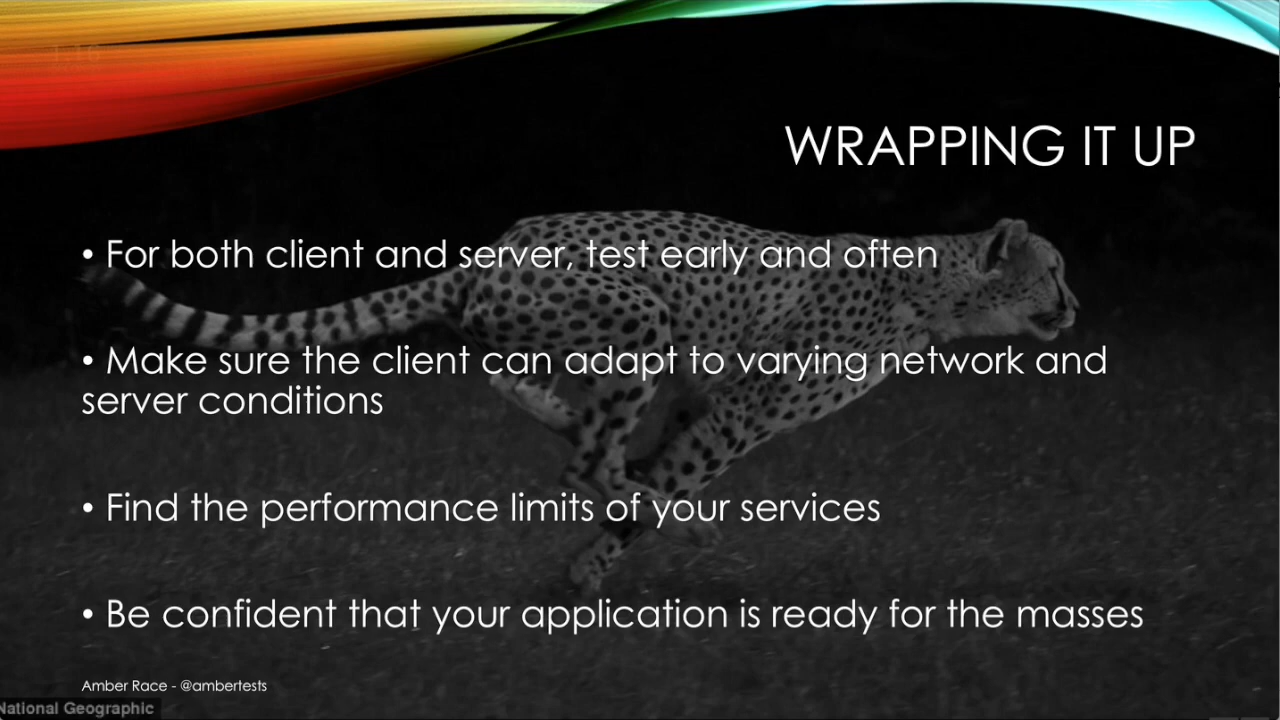 WRAPPING IT UP
• For both client and server, test early and often
• Make sure the client can adapt to varying network and
server conditions
• Find the performance limits of your services
• Be confident that your application is ready for the masses
Amber Race - @ambertests
National Geographic